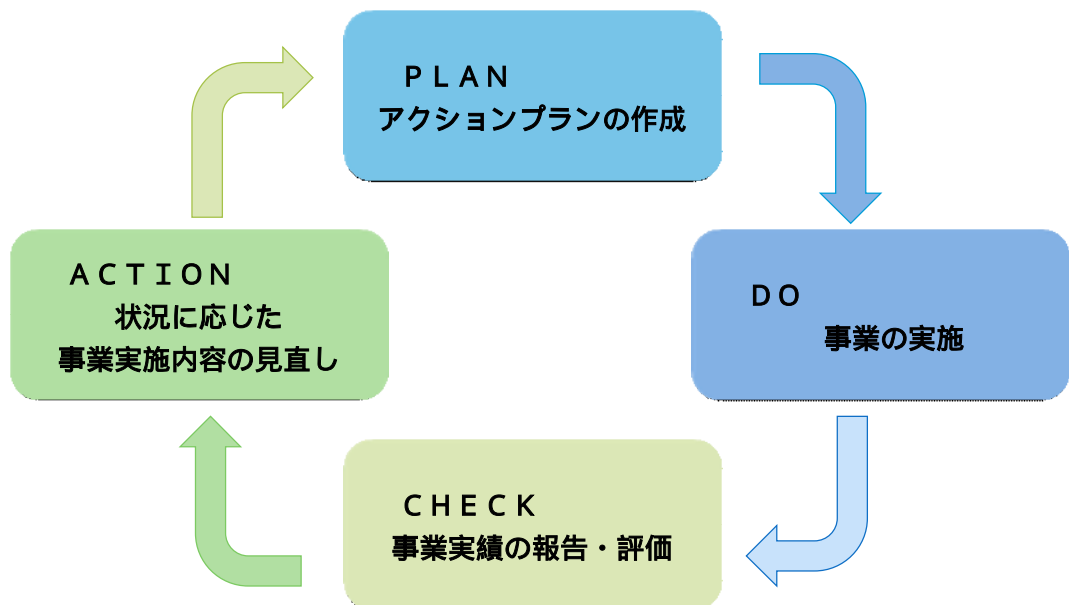 ＰＬＡＮ
アクションプランの作成
ＤＯ
事業の実施
ＣＨＥＣＫ
事業実績の報告・評価
ＡＣＴＩＯＮ
状況に応じた
事業実施内容の見直し